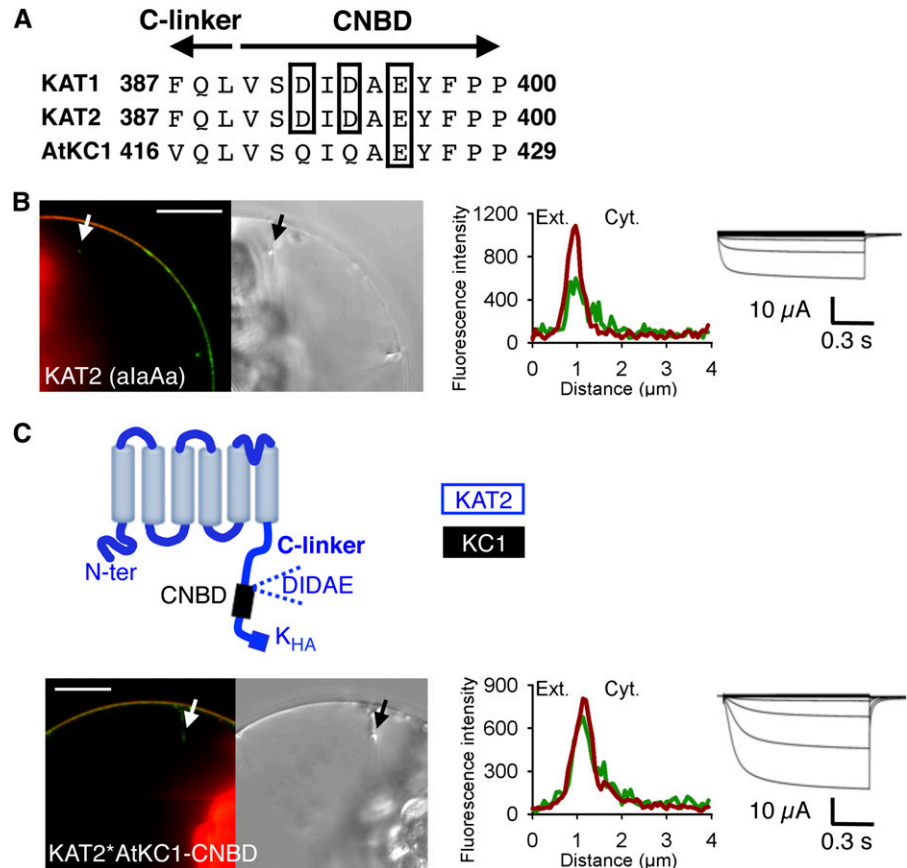 A
C-linker CNBD
KAT1 387 F Q L V S D I D A E Y F P P 400
KAT2 387 F Q L V S D I D A E Y F P P 400
AtKC1 416 V Q L V S Q I Q A E Y F P P 429
B
KAT2 (alaAa)
Fluorescence intensity
1200
800
400
0
Ext. Cyt.
0 1 2 3 4
Distance (µm)
10 µA
0.3 s
C
N-ter
C-linker
CNBD
DIDAE
KHA
KAT2
KC1
KAT2*AtKC1-CNBD
Fluorescence intensity
900
600
300
0
Ext. Cyt.
0 1 2 3 4
Distance (µm)
10 µA
0.3 s